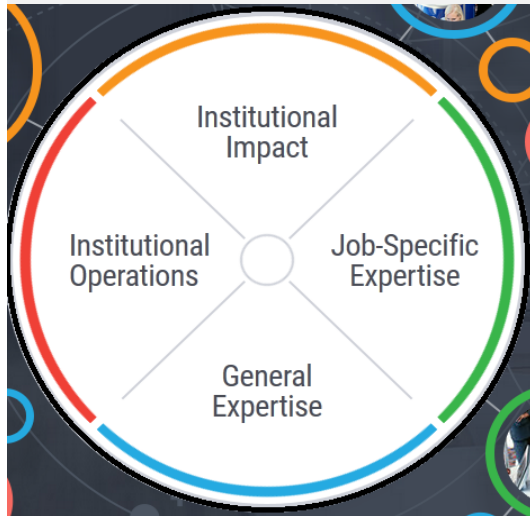 Institutional
Impact
Institutional
Operations
Job-Specific
Expertise
General
Expertise